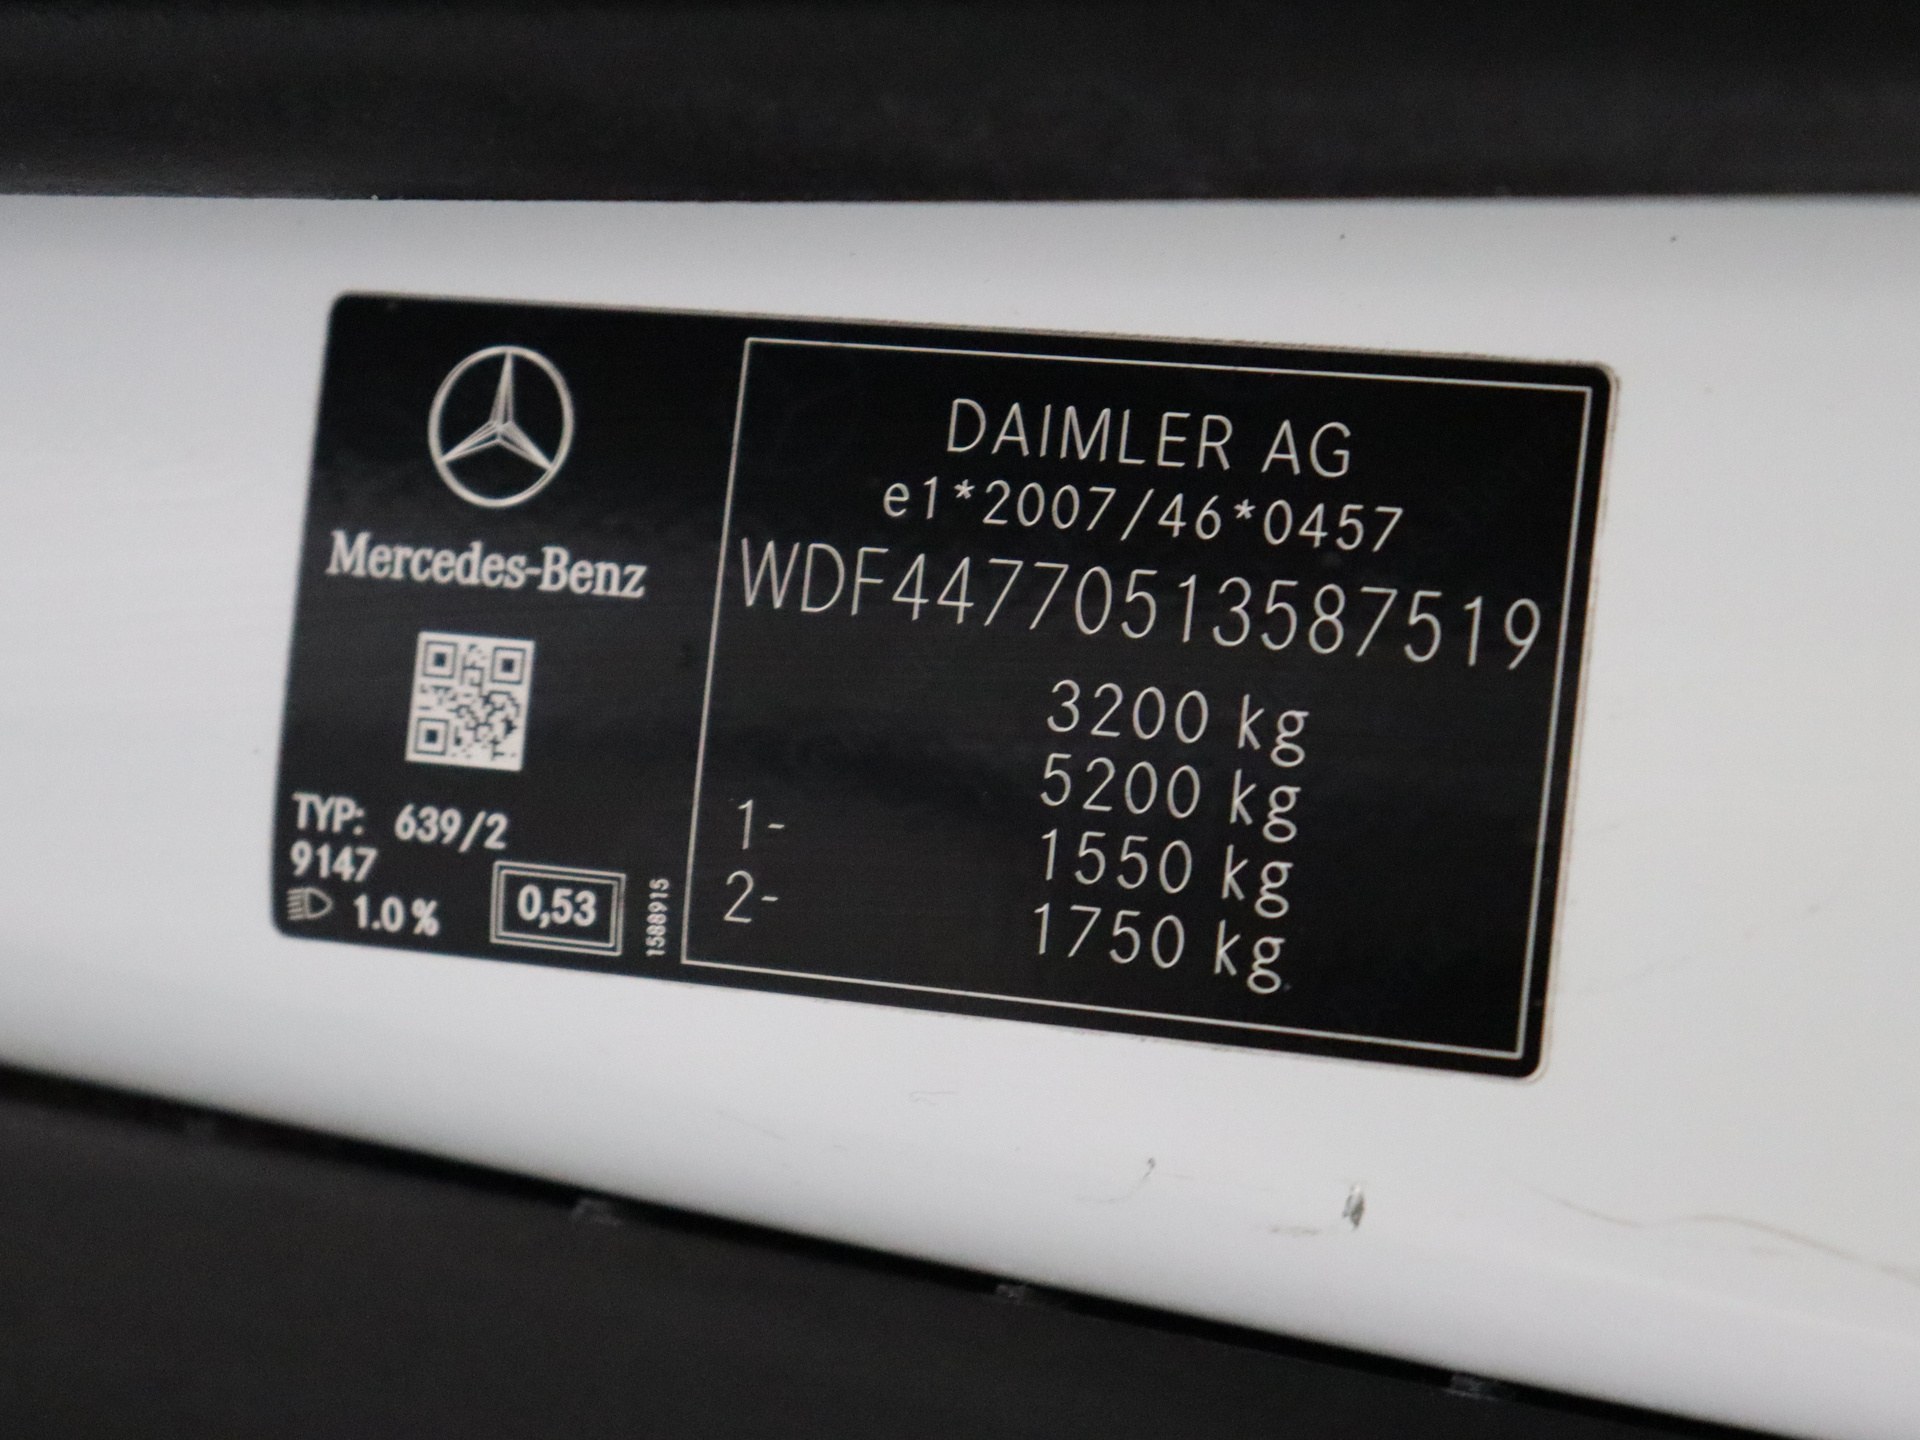 Mercedes-Benz
TYP: 639/2
9147
1.0%
0,53
1588915
DAIMLER AG
e1*2007/46*0457
WDF44770513587519
3200 kg
5200 kg
1- 1550 kg
2- 1750 kg